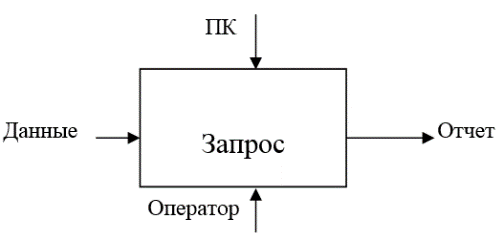 ПК
Данные
Запрос
Отчет
Оператор